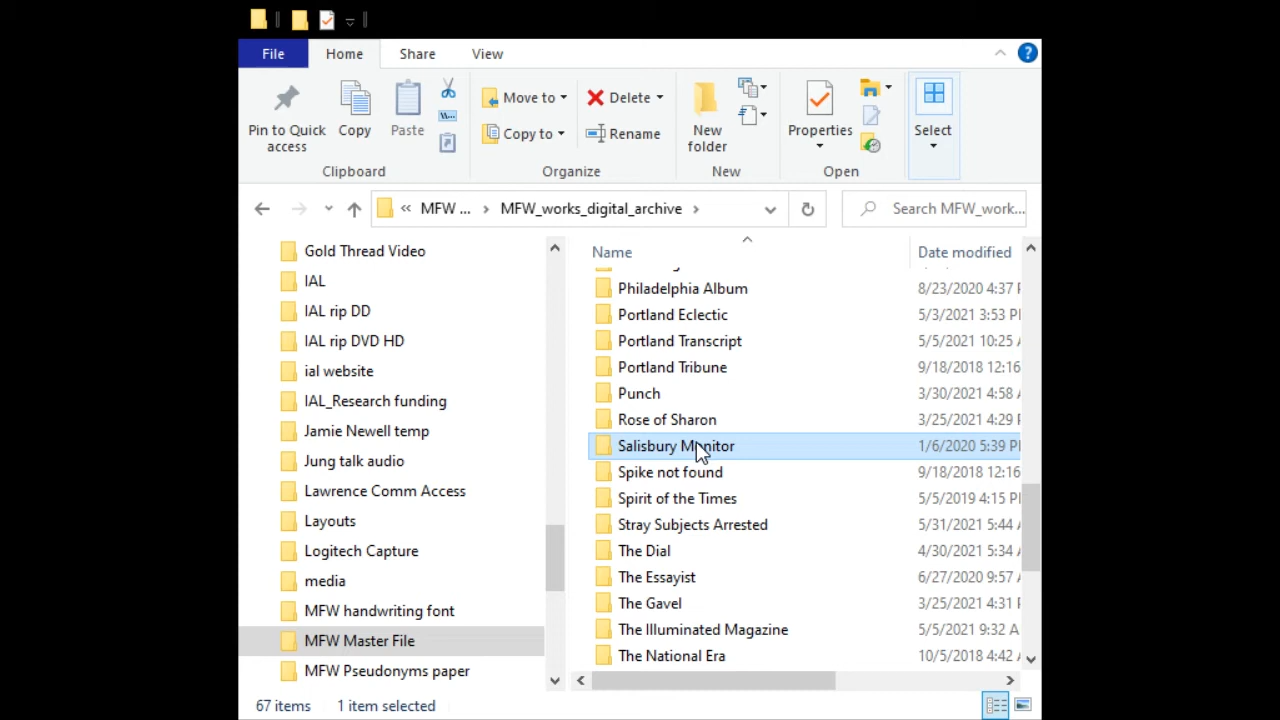 File Home Share View
Pin to Quick access
Copy
Paste
Move to
Copy to
Delete
Rename
New folder
Properties
Select
Clipboard Organize New Open
« MFW ... › MFW_works_digital_archive ›
Search MFW_work...
Gold Thread Video
IAL
IAL rip DD
IAL rip DVD HD
ial website
IAL_Research funding
Jamie Newell temp
Jung talk audio
Lawrence Comm Access
Layouts
Logitech Capture
media
MFW handwriting font
MFW Master File
MFW Pseudonyms paper
Name Date modified
Philadelphia Album 8/23/2020 4:37
Portland Eclectic 5/3/2021 3:53
Portland Transcript 5/5/2021 10:25
Portland Tribune 9/18/2018 12:16
Punch 3/30/2021 4:58
Rose of Sharon 3/25/2021 4:29
Salisbury Monitor 1/6/2020 5:39
Spike not found 9/18/2018 12:16
Spirit of the Times 5/5/2019 4:15
Stray Subjects Arrested 5/31/2021 5:44
The Dial 4/30/2021 5:34
The Essayist 6/27/2020 9:57
The Gavel 3/25/2021 4:31
The Illuminated Magazine 5/5/2021 9:32 A
The National Era 10/5/2018 4:42
67 items 1 item selected